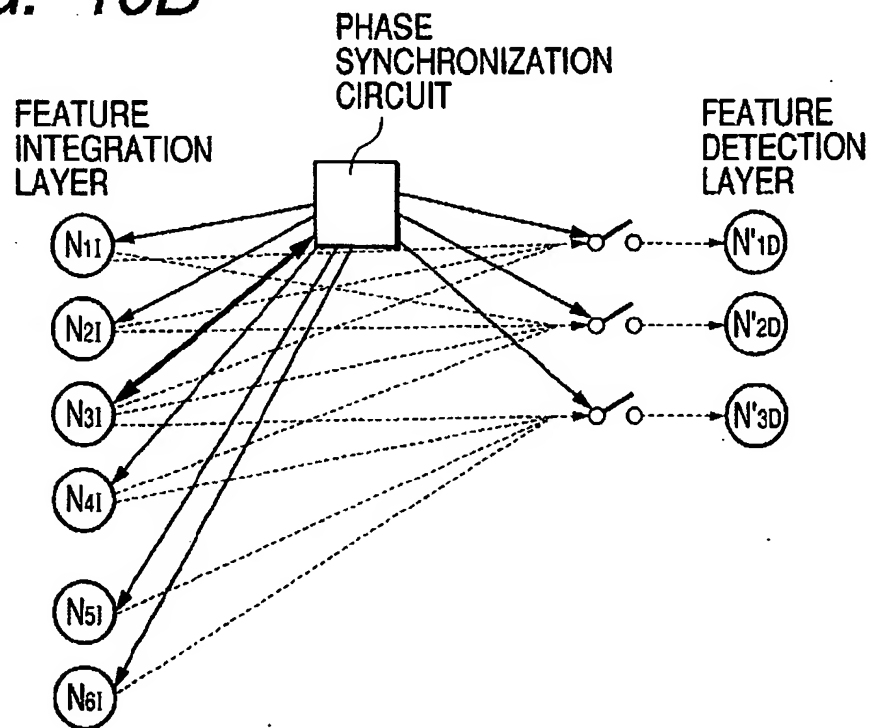 PHASE
SYNCHRONIZATION
CIRCUIT
FEATURE
INTEGRATION
LAYER
FEATURE
DETECTION
LAYER
N1I
N'1D
N2I
N'2D
N3I
N'3D
N4I
N5I
N6I